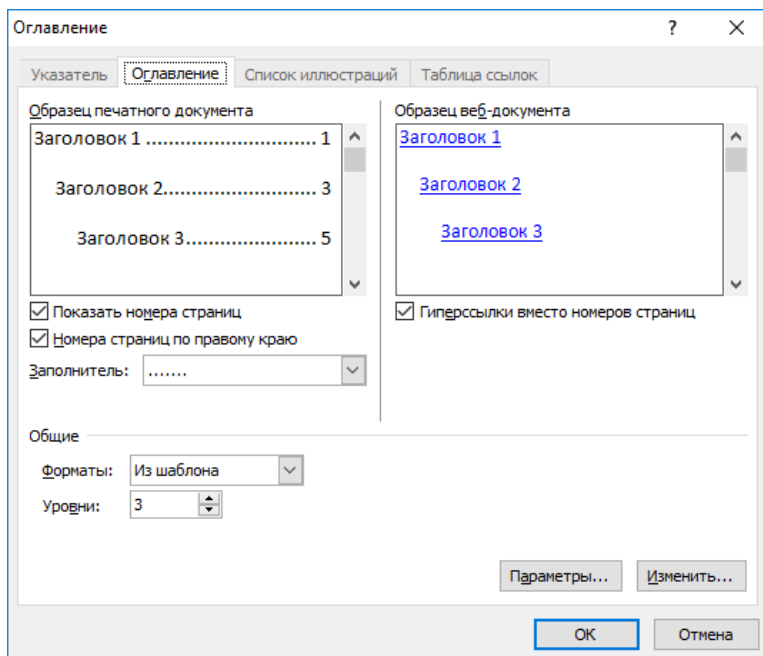 Оглавление ?
Указатель Оглавление Список иллюстраций Таблица ссылок
Образец печатного документа
Заголовок 1 .............................. 1
Заголовок 2........................... 3
Заголовок 3....................... 5
Показать номера страниц
Номера страниц по правому краю
Заполнитель: .......
Образец веб-документа
Заголовок 1
Заголовок 2
Заголовок 3
Гиперссылки вместо номеров страниц
Общие
Форматы: Из шаблона
Уровни: 3
Параметры... Изменить...
ОК Отмена